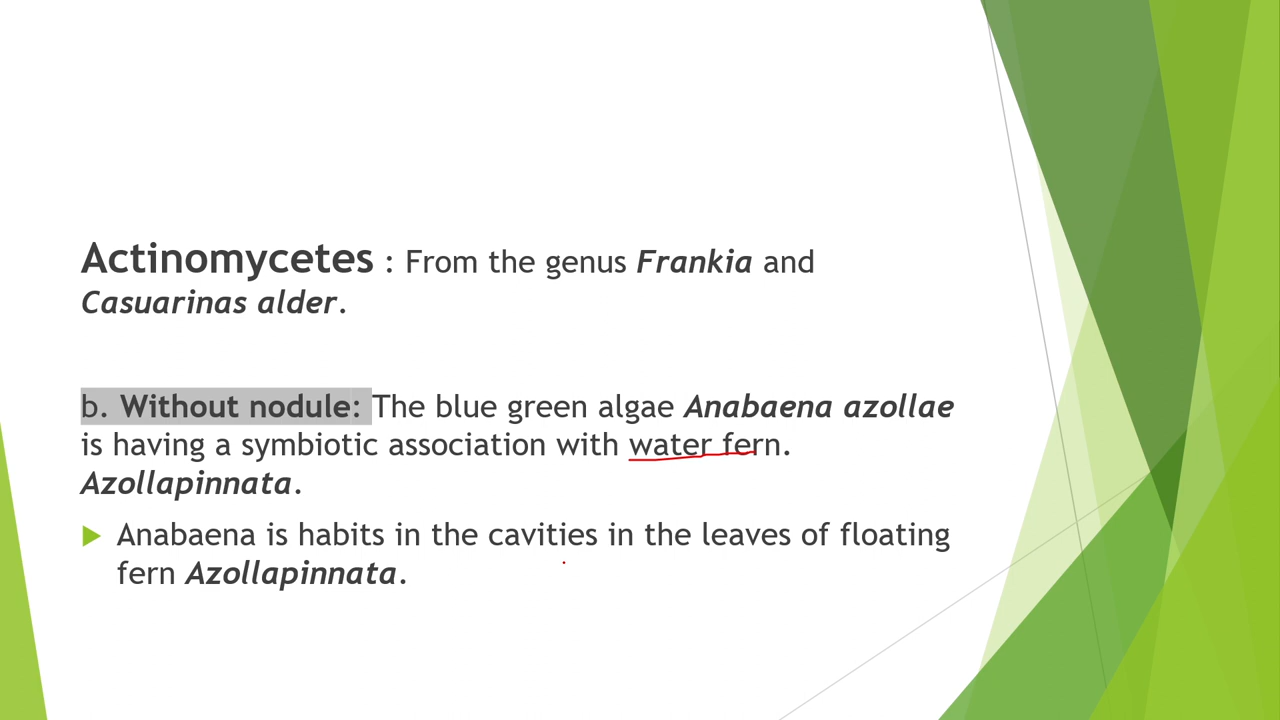 Actinomycetes : From the genus Frankia and
Casuarinas alder.
b. Without nodule: The blue green algae Anabaena azollae
is having a symbiotic association with water fern.
Azollapinnata.
Anabaena is habits in the cavities in the leaves of floating
fern Azollapinnata.